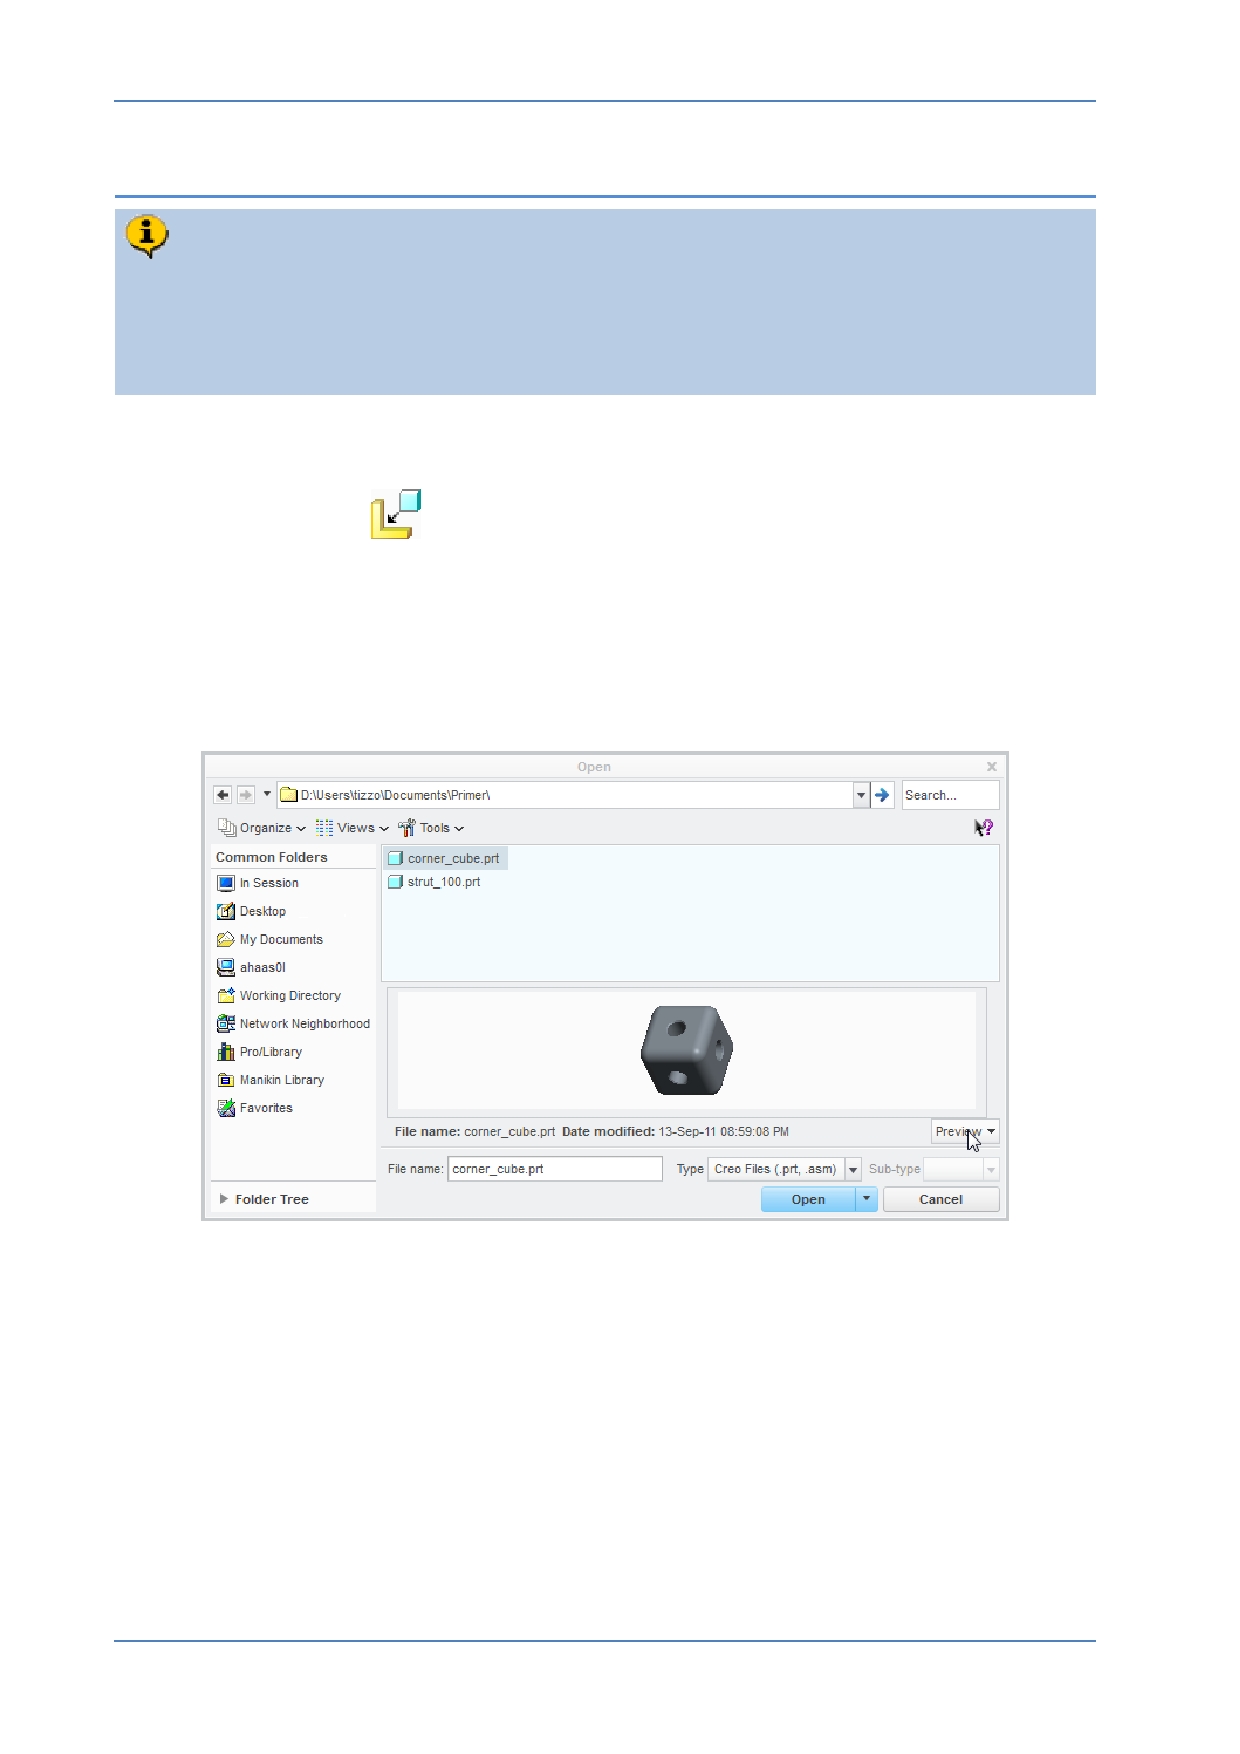 Open
D:\Users\tizzo\Documents\Primer\
Search...
Organize Views Tools
Common Folders
In Session
Desktop
My Documents
ahaas01
Working Directory
Network Neighborhood
Pro/Library
Manikin Library
Favorites
Folder Tree
corner_cube.prt
strut_100.prt
File name: corner_cube.prt Date modified: 13-Sep-11 08:59:08 PM
Preview
File name: corner_cube.prt Type Creo Files (.prt, .asm) Sub-type
Open Cancel